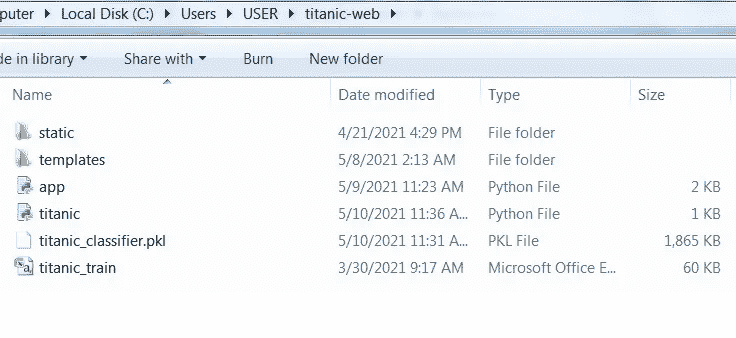 puter ▸ Local Disk (C:) ▸ Users ▸ USER ▸ titanic-web ▸
de in library ▾ Share with ▾ Burn New folder
Name Date modified Type Size
static 4/21/2021 4:29 PM File folder
templates 5/8/2021 2:13 AM File folder
app 5/9/2021 11:23 AM Python File 2 KB
titanic 5/10/2021 11:36 A... Python File 1 KB
titanic_classifier.pkl 5/10/2021 11:31 A... PKL File 1,865 KB
titanic_train 3/30/2021 9:17 AM Microsoft Office E... 60 KB